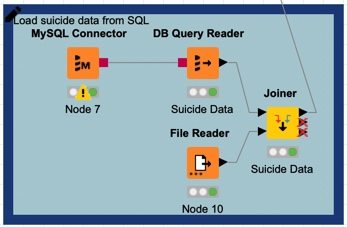 Load suicide data from SQL
MySQL Connector
DB Query Reader
M
Node 7
Suicide Data
Joiner
File Reader
Suicide Data
Node 10